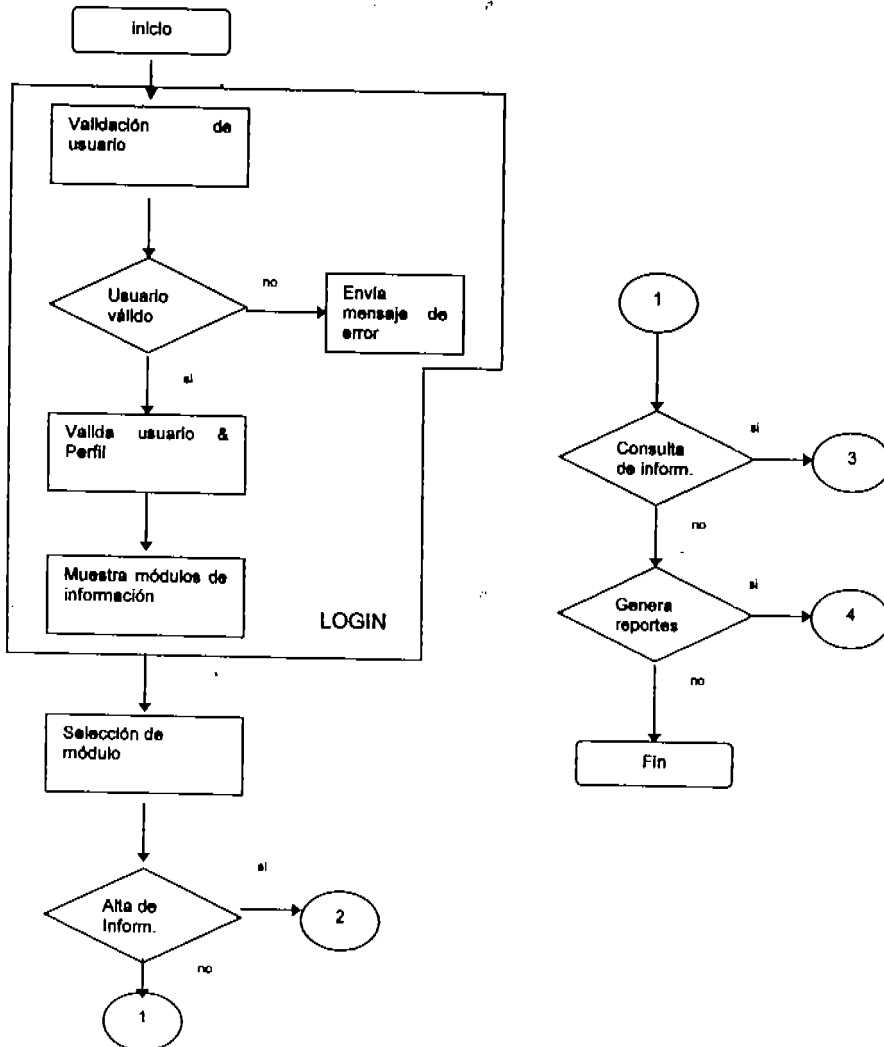 inicio
Validación de
usuario
Usuario
válido
no
Envía
mensaje de
error
si
Valida usuario &
Perfil
Muestra módulos de
información
LOGIN
Selección de
módulo
Alta de
Inform.
si
2
no
1
1
Consulta
de inform.
si
3
no
Genera
reportes
si
4
no
Fin